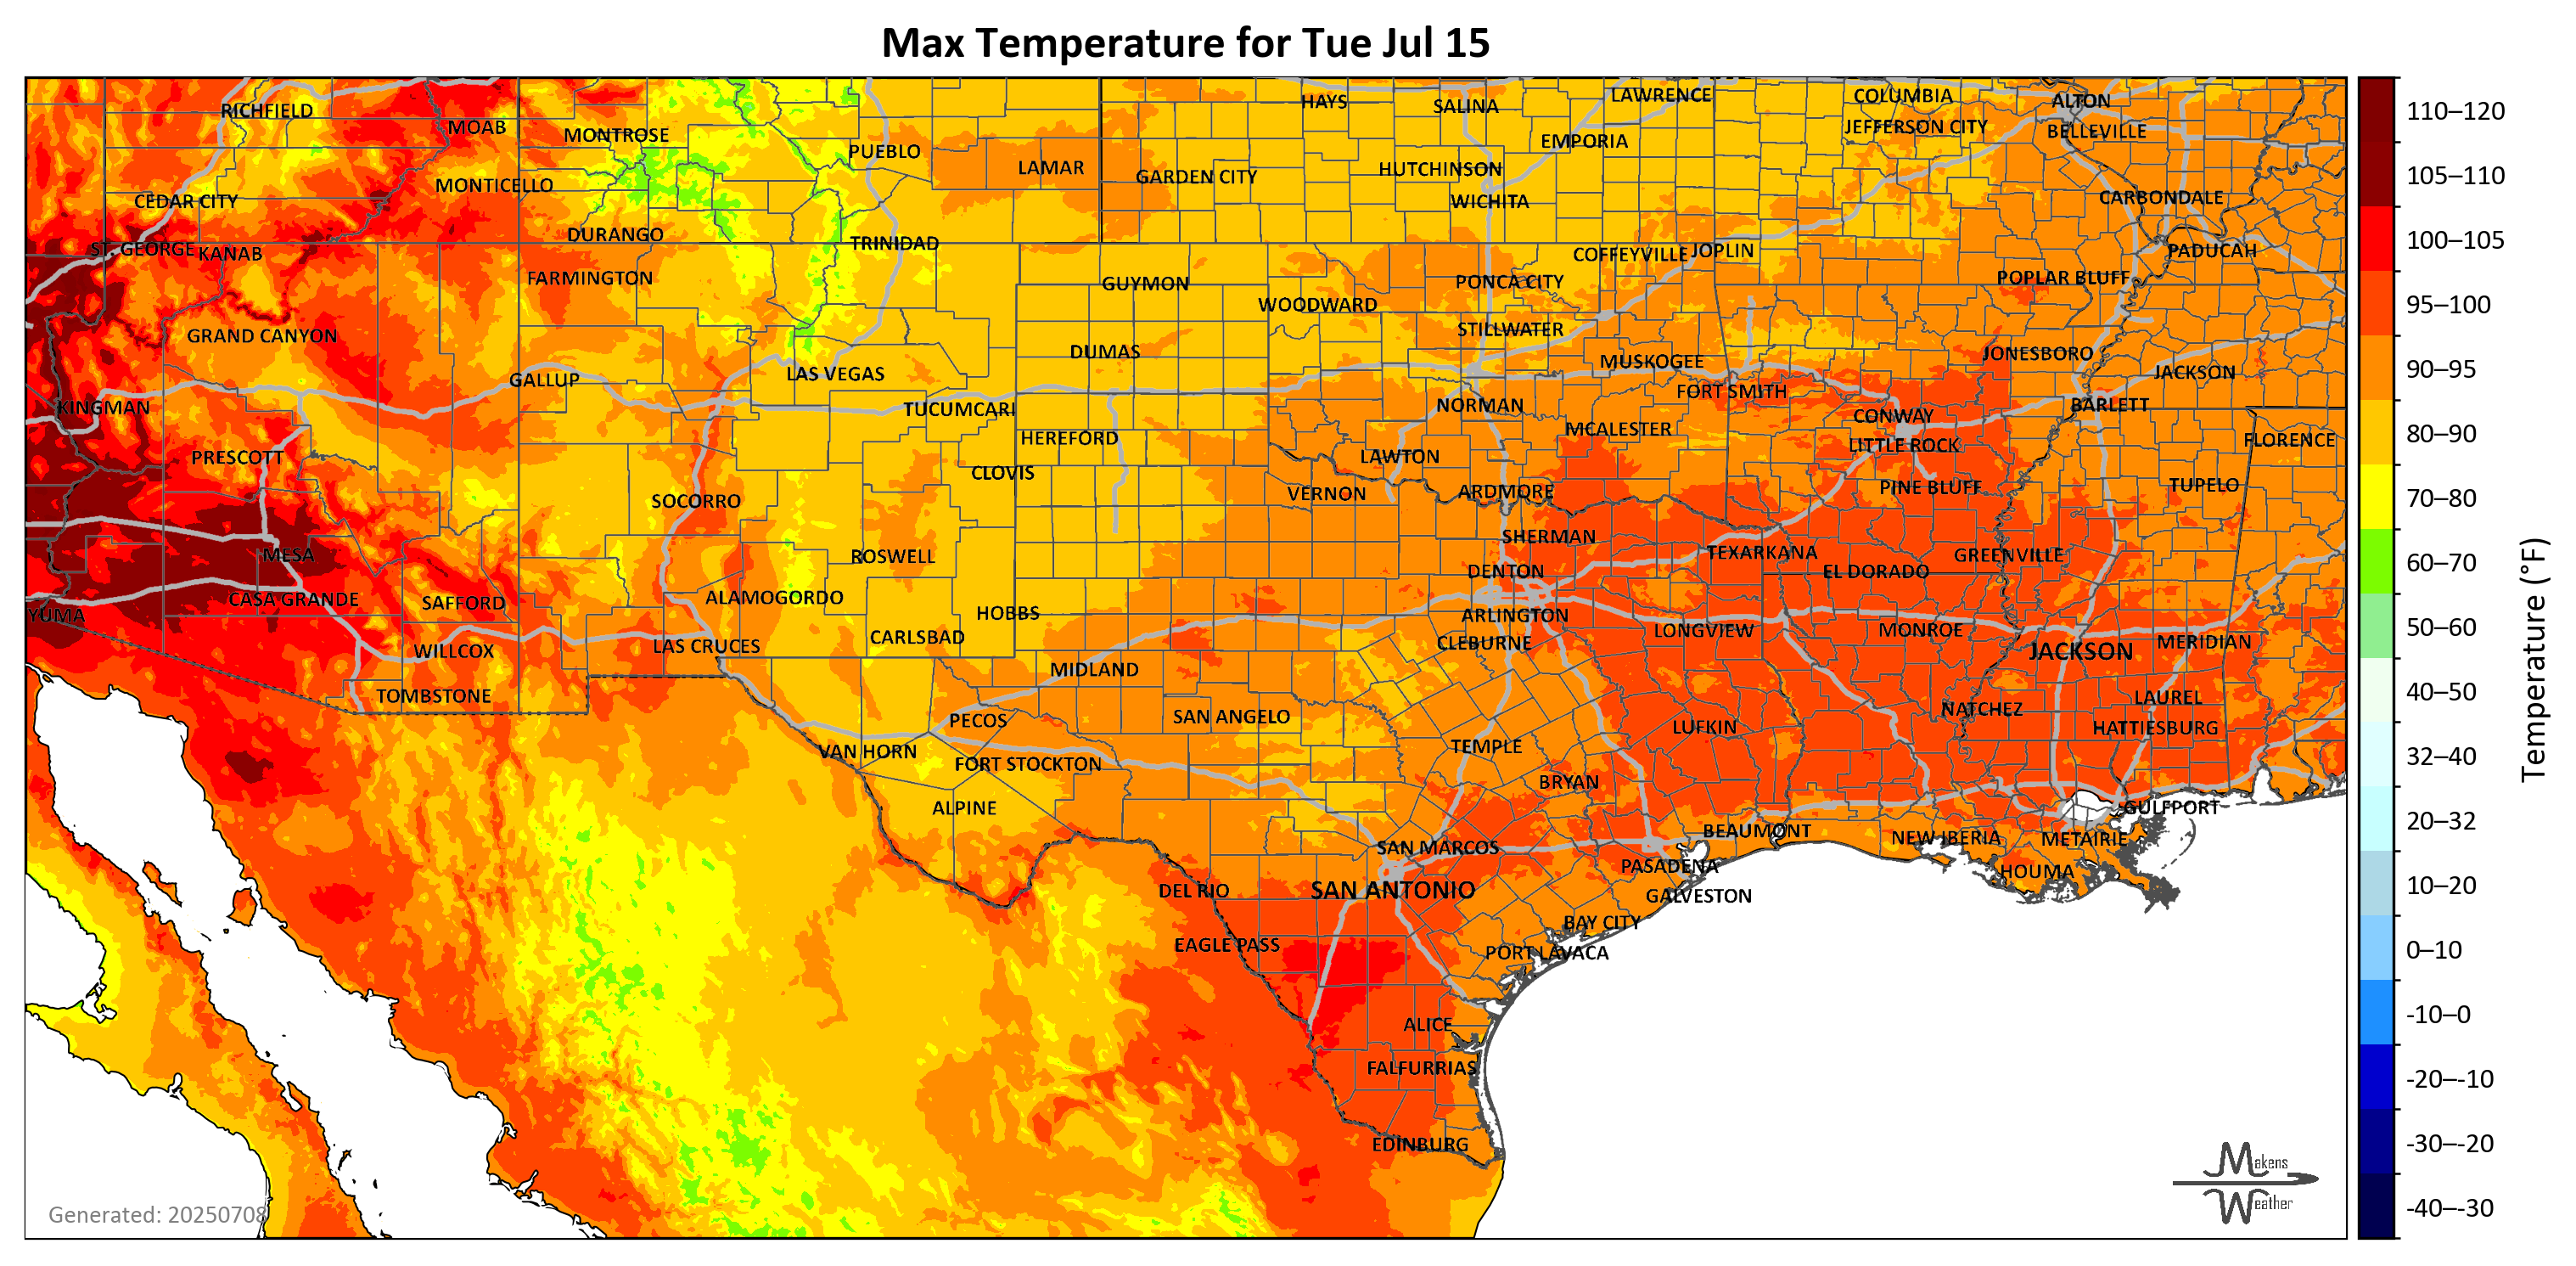 Max Temperature for Tue Jul 15
RICHFIELD
MOAB
MONTROSE
PUEBLO
LAMAR
HAYS
SALINA
LAWRENCE
COLUMBIA
ALTON
JEFFERSON CITY
BELLEVILLE
EMPORIA
HUTCHINSON
GARDEN CITY
WICHITA
CEDAR CITY
MONTICELLO
CARBONDALE
ST. GEORGE
KANAB
DURANGO
TRINIDAD
COFFEYVILLE
JOPLIN
PADUCAH
FARMINGTON
GUYMON
PONCA CITY
POPLAR BLUFF
WOODWARD
GRAND CANYON
STILLWATER
DUMAS
MUSKOGEE
JONESBORO
GALLUP
LAS VEGAS
JACKSON
FORT SMITH
KINGMAN
TUCUMCARI
NORMAN
CONWAY
BARLETT
HEREFORD
MCALESTER
LITTLE ROCK
FLORENCE
PRESCOTT
CLOVIS
LAWTON
SOCORRO
VERNON
ARDMORE
PINE BLUFF
TUPELO
MESA
ROSWELL
SHERMAN
TEXARKANA
GREENVILLE
DENTON
EL DORADO
CASA GRANDE
SAFFORD
ALAMOGORDO
HOBBS
ARLINGTON
YUMA
LAS CRUCES
CARLSBAD
CLEBURNE
LONGVIEW
MONROE
JACKSON
MERIDIAN
WILLCOX
MIDLAND
TOMBSTONE
PECOS
SAN ANGELO
NATCHEZ
LAUREL
LUFKIN
HATTIESBURG
VAN HORN
FORT STOCKTON
TEMPLE
BRYAN
ALPINE
GULFPORT
BEAUMONT
NEW IBERIA
METAIRIE
SAN MARCOS
PASADENA
HOUMA
DEL RIO
SAN ANTONIO
GALVESTON
BAY CITY
EAGLE PASS
PORT LAVACA
ALICE
FALFURRIAS
EDINBURG
Generated: 20250708
Makens
Weather
110–120
105–110
100–105
95–100
90–95
80–90
70–80
60–70
50–60
40–50
32–40
20–32
10–20
0–10
-10–0
-20–-10
-30–-20
-40–-30
Temperature (°F)